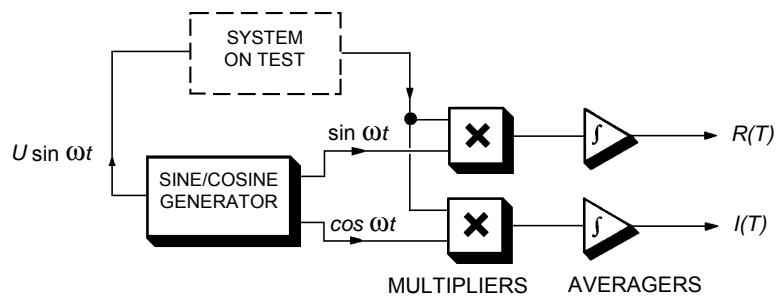 SYSTEM
ON TEST
U sin ωt
SINE/COSINE
GENERATOR
sin ωt
cos ωt
×
×
∫
∫
R(T)
I(T)
MULTIPLIERS
AVERAGERS